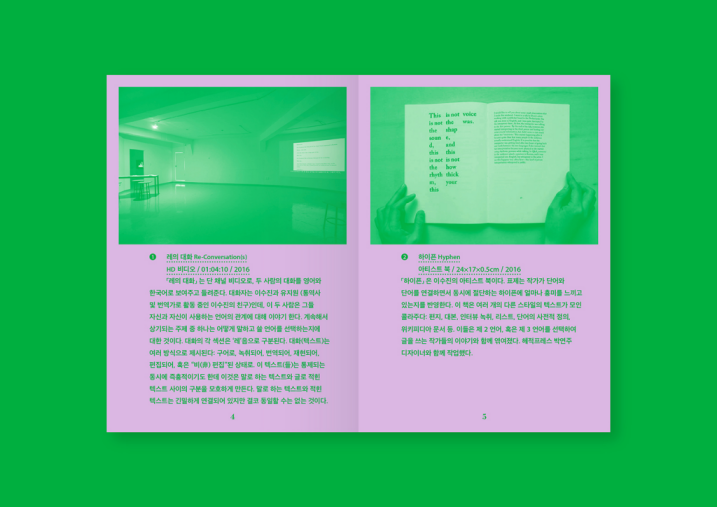 ❶ 레의 대화 Re-Conversation(s)
HD 비디오 / 01:04:10 / 2016
「레의 대화」는 단 채널 비디오로, 두 사람의 대화를 영어와
한국어로 보여주고 들려준다. 대화자는 이수진과 유지원 (통역사
및 번역가로 활동 중인 이수진의 친구)인데, 이 두 사람은 그들
자신과 자신이 사용하는 언어의 관계에 대해 이야기 한다. 계속해서
상기되는 주제 중 하나는 어떻게 말하고 쓸 언어를 선택하는지에
대한 것이다. 대화의 각 섹션은 '레'음으로 구분된다. 대화(텍스트)는
여러 방식으로 제시된다: 구어로, 녹취되어, 번역되어, 재련되어,
편집되어, 혹은 "비(非) 편집"된 상태로. 이 텍스트(들)는 통제되는
동시에 즉흥적이기도 한데 이것은 말로 하는 텍스트와 글로 적힌
텍스트 사이의 구분을 모호하게 만든다. 말로 하는 텍스트와 적힌
텍스트는 긴밀하게 연결되어 있지만 결코 동일할 수는 없는 것이다.
4
This is not voice
is not the was.
the shap
soun e,
d, and
this this
is not is not
the how
rhyth thick
m, your
this
❷ 하이픈 Hyphen
아티스트 북 / 24×17×0.5cm / 2016
「하이픈」은 이수진의 아티스트 북이다. 표제는 작가가 단어와
단어를 연결하면서 동시에 절단하는 하이픈에 얼마나 흥미를 느끼고
있는지를 반영한다. 이 책은 여러 개의 다른 스타일의 텍스트가 모인
콜라주다: 편지, 대본, 인터뷰 녹취, 리스트, 단어의 사전적 정의,
위키피디아 문서 등. 이들은 제 2 언어, 혹은 제 3 언어를 선택하여
글을 쓰는 작가들의 이야기와 함께 엮여졌다. 해적프레스 박연주
디자이너와 함께 작업했다.
5